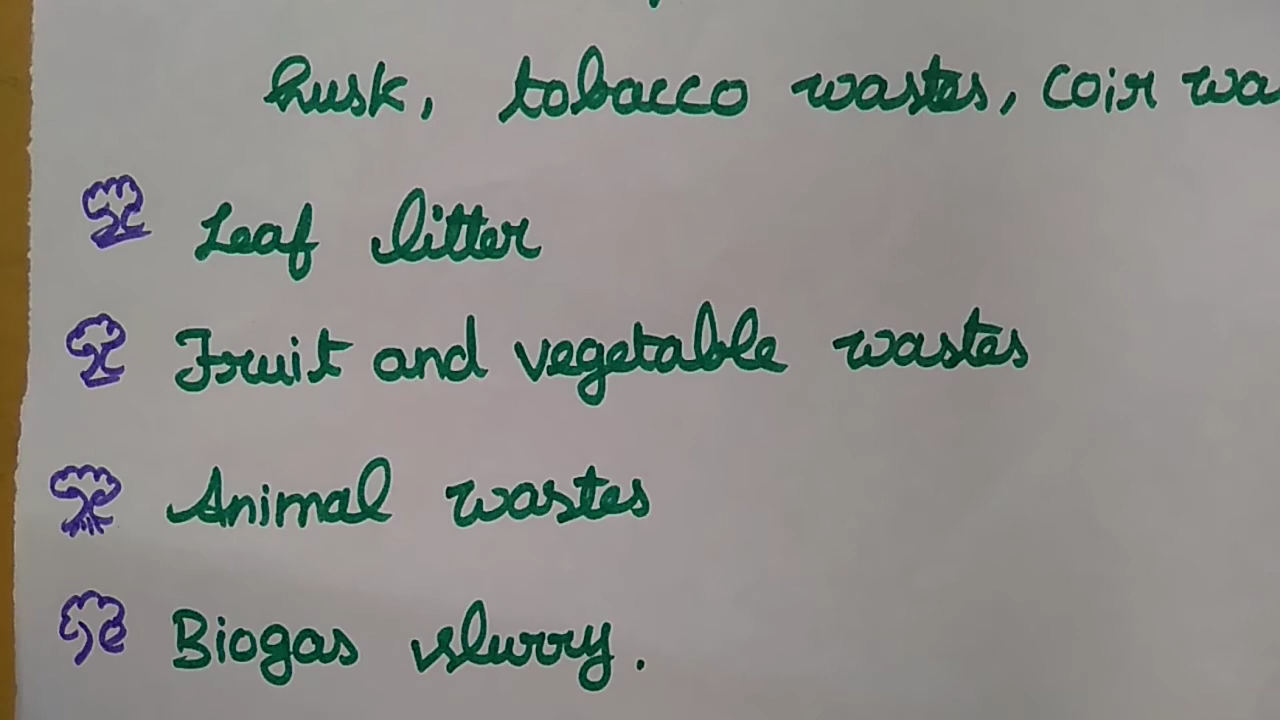 husk, tobacco wastes, coir
Leaf litter
Fruit and vegetable wastes
Animal wastes
Biogas slurry.